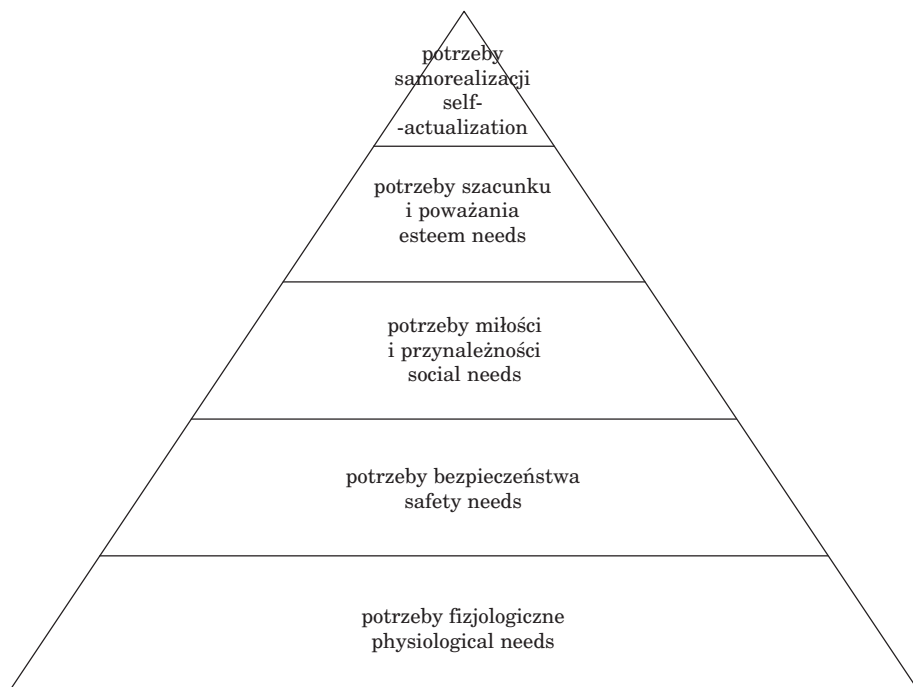 potrzeby
samorealizacji
self-
-actualization
potrzeby szacunku
i poważania
esteem needs
potrzeby miłości
i przynależności
social needs
potrzeby bezpieczeństwa
safety needs
potrzeby fizjologiczne
physiological needs